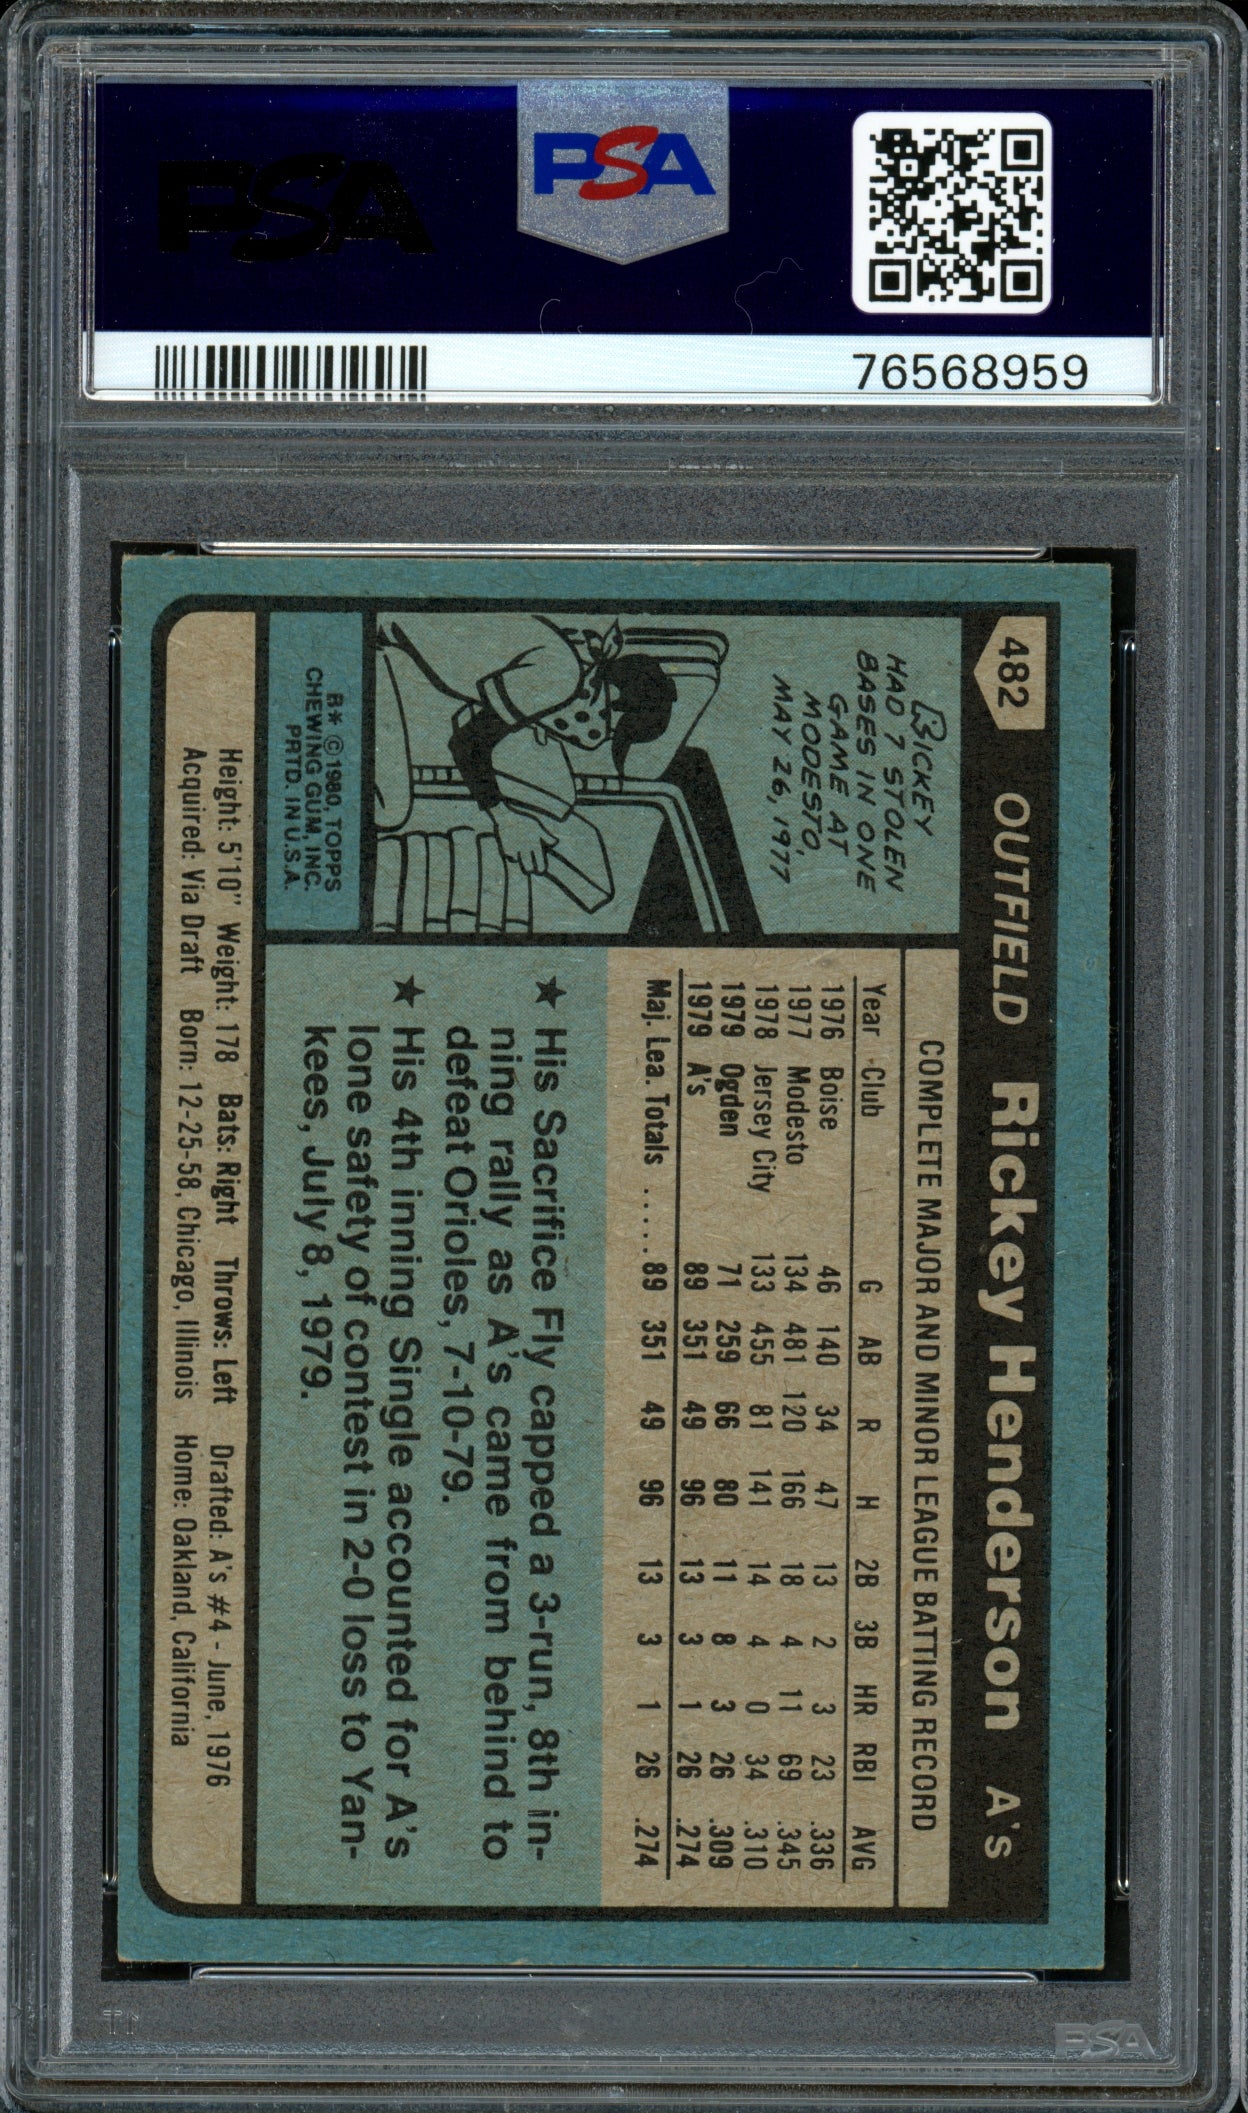 PSA
PSA
76568959
482 OUTFIELD Rickey Henderson A's
RICKEY
HAD 7 STOLEN
BASES IN ONE
GAME AT
MODESTO,
MAY 26, 1977
R* © 1980, TOPPS
CHEWING GUM, INC.
PRTD. IN U.S.A.
COMPLETE MAJOR AND MINOR LEAGUE BATTING RECORD
Year Club G AB R H 2B 3B HR RBI AVG
1976 Boise 46 140 34 47 13 2 3 23 .336
1977 Modesto 134 481 120 166 18 4 11 69 .345
1978 Jersey City 133 455 81 141 14 4 0 34 .310
1979 Ogden 71 259 66 80 11 8 3 26 .309
1979 A's 89 351 49 96 13 3 1 26 .274
Maj. Lea. Totals ..... 89 351 49 96 13 3 1 26 .274
★ His Sacrifice Fly capped a 3-run, 8th in-
ning rally as A's came from behind to
defeat Orioles, 7-10-79.
★ His 4th inning Single accounted for A's
lone safety of contest in 2-0 loss to Yan-
kees, July 8, 1979.
Height: 5'10" Weight: 178 Bats: Right Throws: Left Drafted: A's #4 - June, 1976
Acquired: Via Draft Born: 12-25-58, Chicago, Illinois Home: Oakland, California
PSA